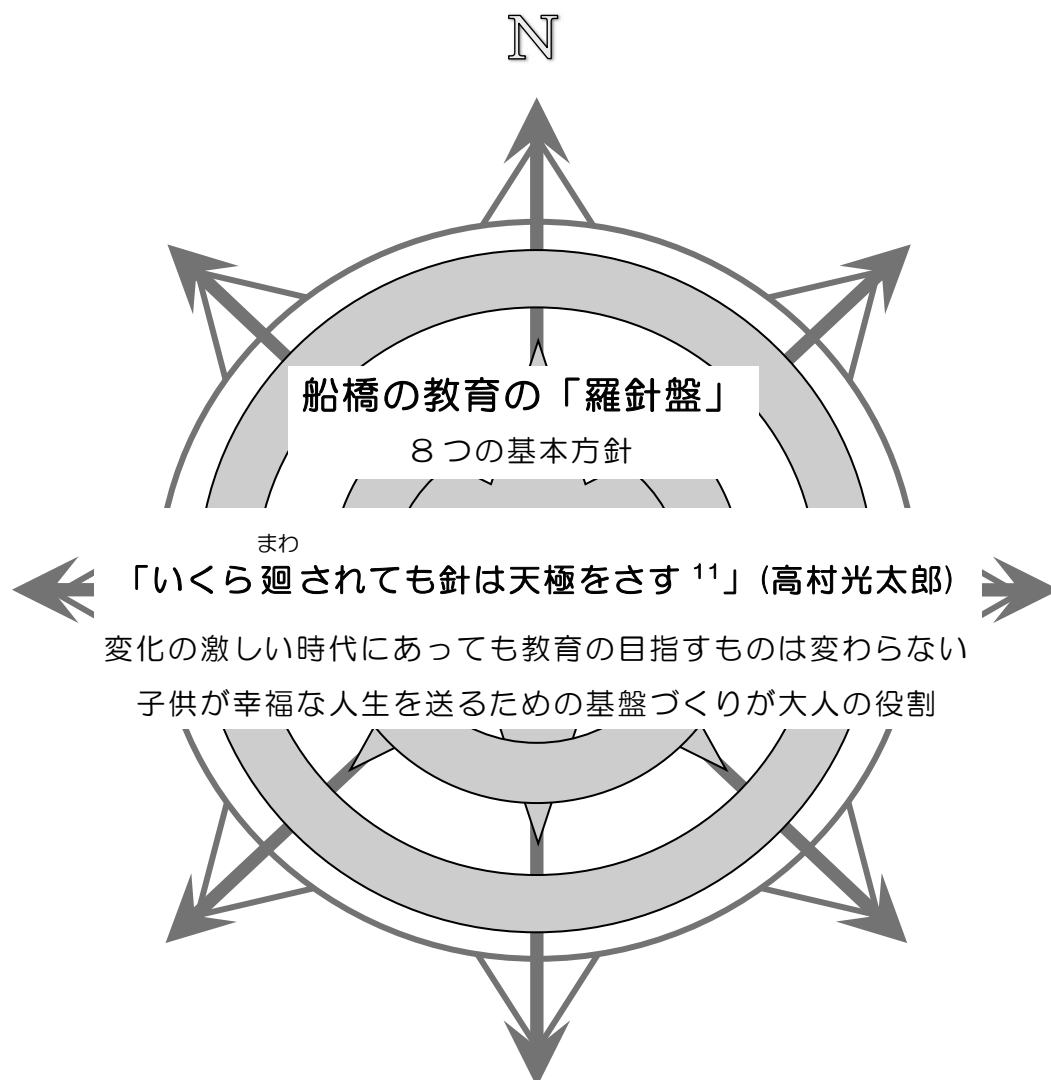 N
船橋の教育の「羅針盤」
８つの基本方針
まわ
「いくら廻されても針は天極をさす 11」(高村光太郎)
変化の激しい時代にあっても教育の目指すものは変わらない
子供が幸福な人生を送るための基盤づくりが大人の役割